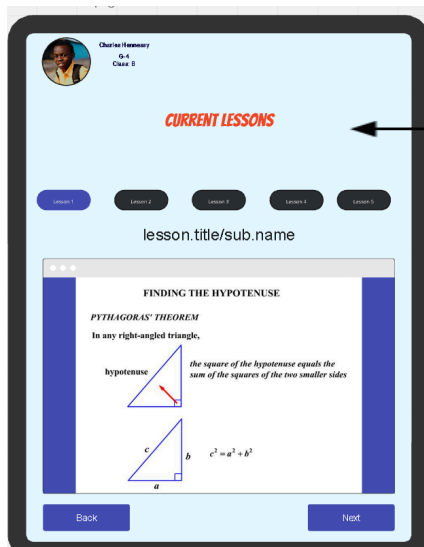 Charles Hennessy
G-4
Class: B
CURRENT LESSONS
Lesson 1
Lesson 2
Lesson 3
Lesson 4
Lesson 5
lesson.title/sub.name
FINDING THE HYPOTENUSE
PYTHAGORAS' THEOREM
In any right-angled triangle,
hypotenuse
the square of the hypotenuse equals the
sum of the squares of the two smaller sides
c
b
c² = a² + b²
a
Back
Next